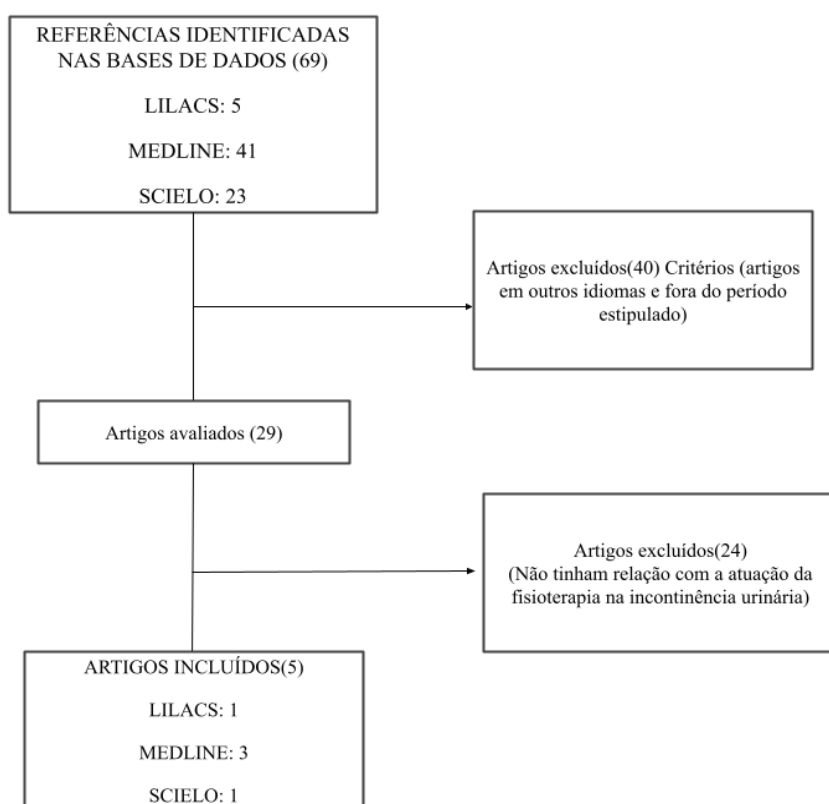 REFERÊNCIAS IDENTIFICADAS
NAS BASES DE DADOS (69)
LILACS: 5
MEDLINE: 41
SCIELO: 23
Artigos excluídos(40) Critérios (artigos
em outros idiomas e fora do período
estipulado)
Artigos avaliados (29)
Artigos excluídos(24)
(Não tinham relação com a atuação da
fisioterapia na incontinência urinária)
ARTIGOS INCLUÍDOS(5)
LILACS: 1
MEDLINE: 3
SCIELO: 1